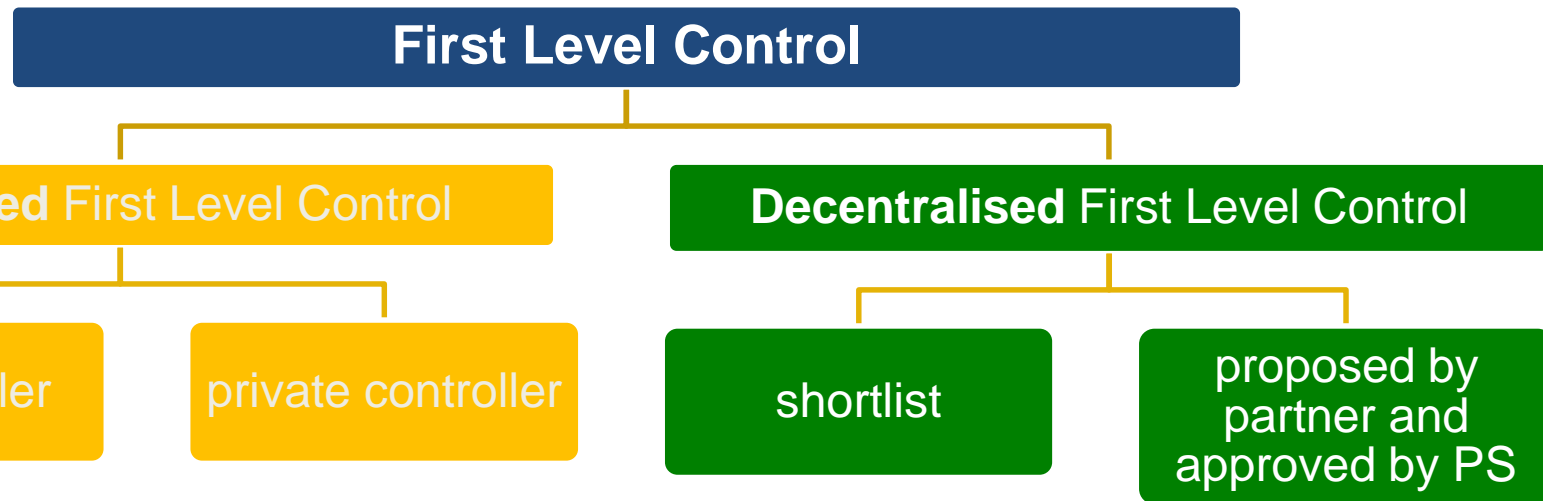 First Level Control
ed First Level Control
Decentralised First Level Control
ler
private controller
shortlist
proposed by
partner and
approved by PS